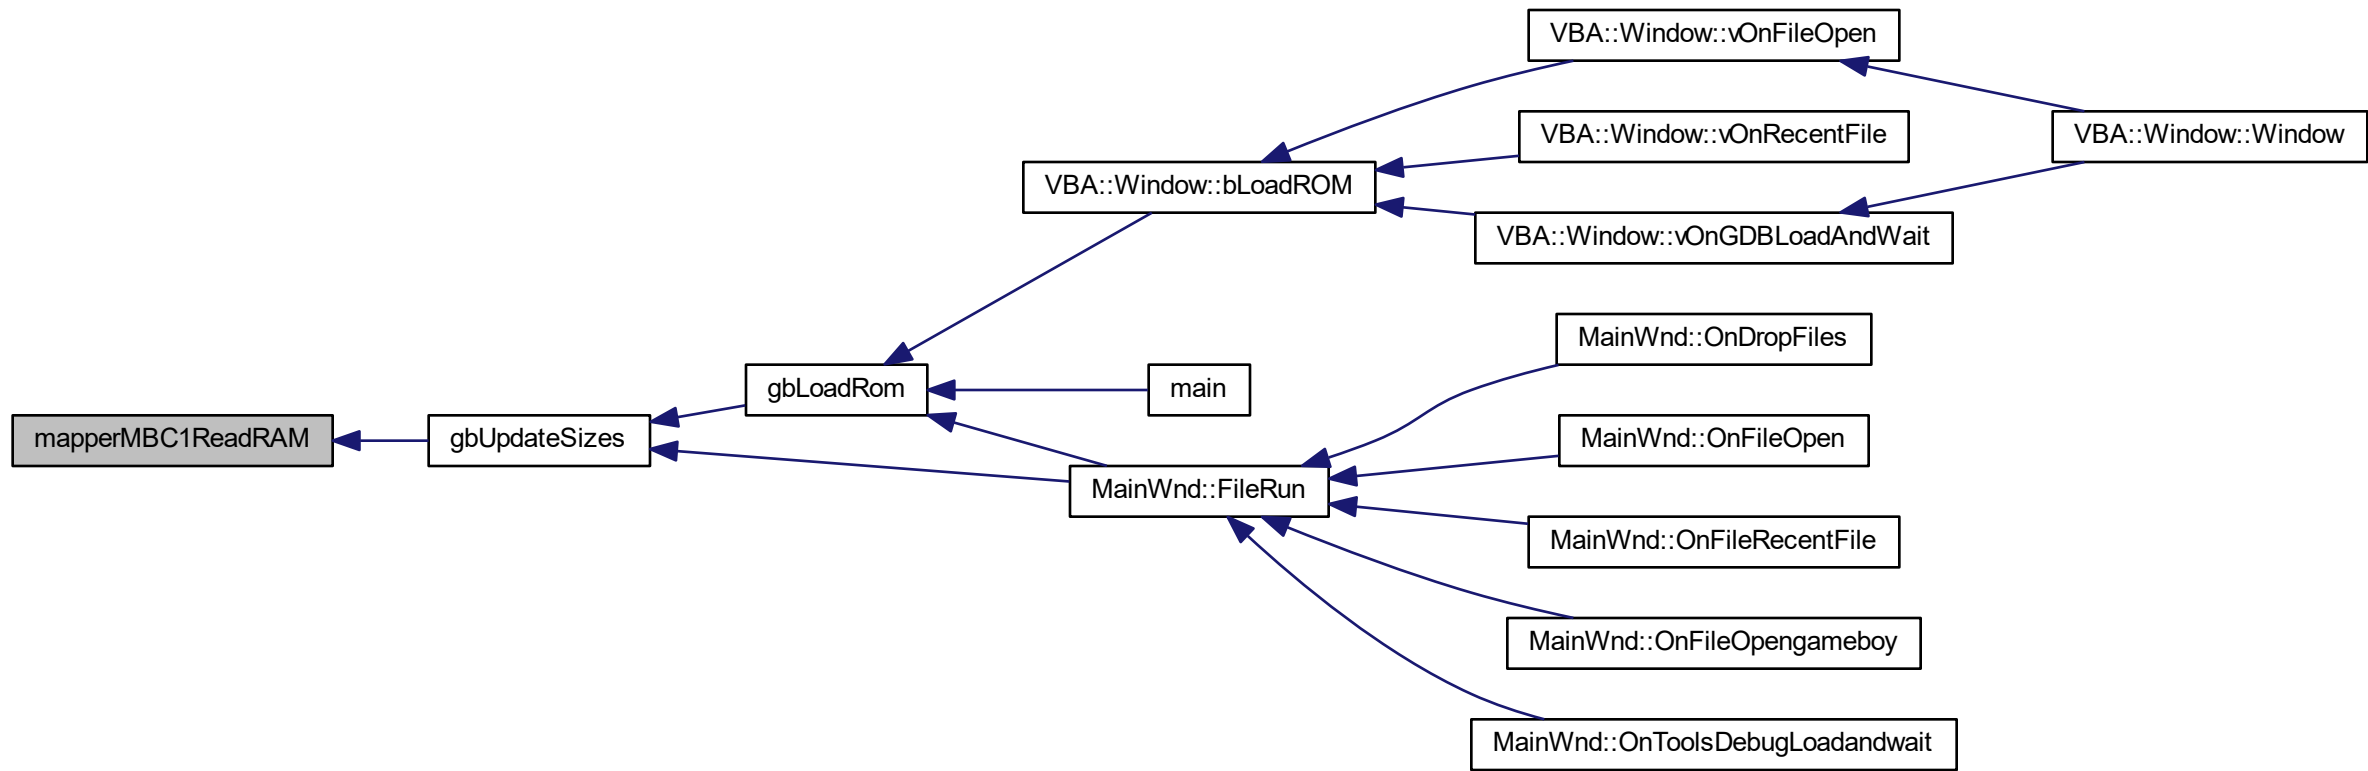 VBA::Window::vOnFileOpen
VBA::Window::vOnRecentFile
VBA::Window::Window
VBA::Window::bLoadROM
VBA::Window::vOnGDBLoadAndWait
MainWnd::OnDropFiles
gbLoadRom
main
mapperMBC1ReadRAM
gbUpdateSizes
MainWnd::OnFileOpen
MainWnd::FileRun
MainWnd::OnFileRecentFile
MainWnd::OnFileOpengameboy
MainWnd::OnToolsDebugLoadandwait